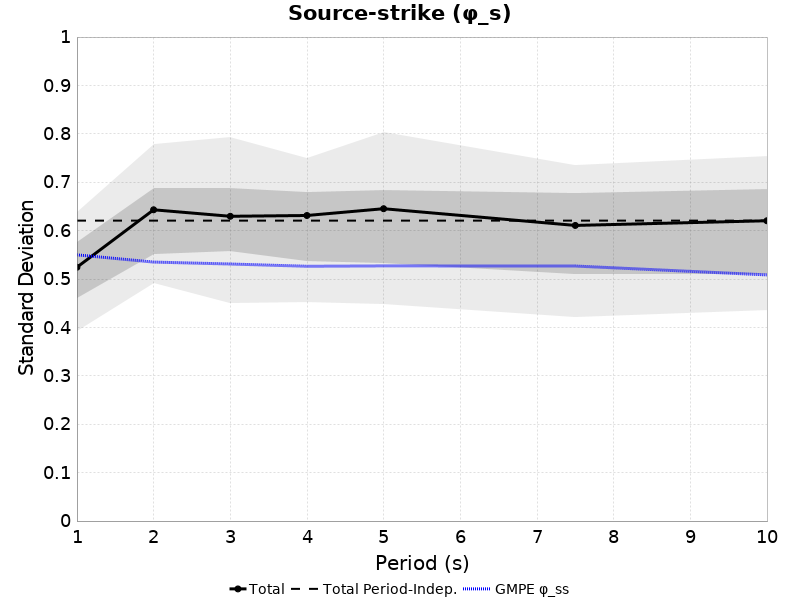 Source-strike (φ_s)
Standard Deviation
1
0.9
0.8
0.7
0.6
0.5
0.4
0.3
0.2
0.1
0
1 2 3 4 5 6 7 8 9 10
Period (s)
Total Total Period-Indep. GMPE φ_ss